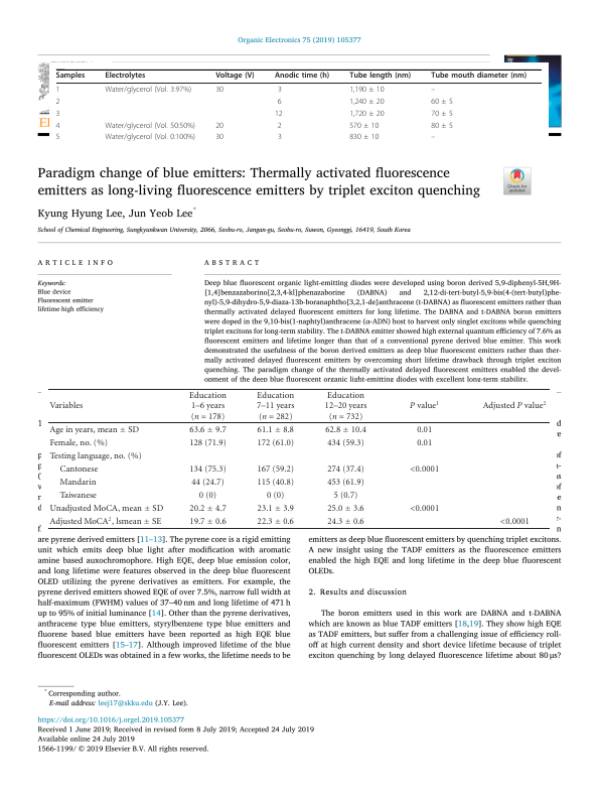 Organic Electronics 75 (2019) 105377
Samples Electrolytes Voltage (V) Anodic time (h) Tube length (nm) Tube mouth diameter (nm)
1 Water/glycerol (Vol. 3:97%) 30 3 1,190 ± 10 –
2 6 1,240 ± 20 60 ± 5
3 12 1,720 ± 20 70 ± 5
4 Water/glycerol (Vol. 50:50%) 20 2 570 ± 10 80 ± 5
5 Water/glycerol (Vol. 0:100%) 30 3 830 ± 10 –
Paradigm change of blue emitters: Thermally activated fluorescence
emitters as long-living fluorescence emitters by triplet exciton quenching
Check for
updates
Kyung Hyung Lee, Jun Yeob Lee*
School of Chemical Engineering, Sungkyunkwan University, 2066, Seobu-ro, Jangan-gu, Seobu-ro, Suwon, Gyeonggi, 16419, South Korea
ARTICLE INFO
Keywords:
Blue device
Fluorescent emitter
lifetime-high efficiency
ABSTRACT
Deep blue fluorescent organic light-emitting diodes were developed using boron derived 5,9-diphenyl-5H,9H-
[1,4]benzazaborino[2,3,4-kl]phenazaborine (DABNA) and 2,12-di-tert-butyl-5,9-bis(4-(tert-butyl)phe-
nyl)-5,9-dihydro-5,9-diaza-13b-boranaphtho[3,2,1-de]anthracene (t-DABNA) as fluorescent emitters rather than
thermally activated delayed fluorescent emitters for long lifetime. The DABNA and t-DABNA boron emitters
were doped in the 9,10-bis(1-naphtyl)anthracene (α-ADN) host to harvest only singlet excitons while quenching
triplet excitons for long-term stability. The t-DABNA emitter showed high external quantum efficiency of 7.6% as
fluorescent emitters and lifetime longer than that of a conventional pyrene derived blue emitter. This work
demonstrated the usefulness of the boron derived emitters as deep blue fluorescent emitters rather than ther-
mally activated delayed fluorescent emitters by overcoming short lifetime drawback through triplet exciton
quenching. The paradigm change of the thermally activated delayed fluorescent emitters enabled the devel-
opment of the deep blue fluorescent organic light-emitting diodes with excellent long-term stability.
Variables Education 1–6 years (n = 178) Education 7–11 years (n = 282) Education 12–20 years (n = 732) P value1 Adjusted P value2
Age in years, mean ± SD 63.6 ± 9.7 61.1 ± 8.8 62.8 ± 10.4 0.01
Female, no. (%) 128 (71.9) 172 (61.0) 434 (59.3) 0.01
Testing language, no. (%)
Cantonese 134 (75.3) 167 (59.2) 274 (37.4) <0.0001
Mandarin 44 (24.7) 115 (40.8) 453 (61.9)
Taiwanese 0 (0) 0 (0) 5 (0.7)
Unadjusted MoCA, mean ± SD 20.2 ± 4.7 23.1 ± 3.9 25.0 ± 3.6 <0.0001
Adjusted MoCA2, lsmean ± SE 19.7 ± 0.6 22.3 ± 0.6 24.3 ± 0.6 <0.0001
are pyrene derived emitters [11–13]. The pyrene core is a rigid emitting
unit which emits deep blue light after modification with aromatic
amine based auxochromophore. High EQE, deep blue emission color,
and long lifetime were features observed in the deep blue fluorescent
OLED utilizing the pyrene derivatives as emitters. For example, the
pyrene derived emitters showed EQE of over 7.5%, narrow full width at
half-maximum (FWHM) values of 37–40 nm and long lifetime of 471 h
up to 95% of initial luminance [14]. Other than the pyrene derivatives,
anthracene type blue emitters, styrylbenzene type blue emitters and
fluorene based blue emitters have been reported as high EQE blue
fluorescent emitters [15–17]. Although improved lifetime of the blue
fluorescent OLEDs was obtained in a few works, the lifetime needs to be
emitters as deep blue fluorescent emitters by quenching triplet excitons.
A new insight using the TADF emitters as the fluorescence emitters
enabled the high EQE and long lifetime in the deep blue fluorescent
OLEDs.
2. Results and discussion
The boron emitters used in this work are DABNA and t-DABNA
which are known as blue TADF emitters [18,19]. They show high EQE
as TADF emitters, but suffer from a challenging issue of efficiency roll-
off at high current density and short device lifetime because of triplet
exciton quenching by long delayed fluorescence lifetime about 80 μs?
* Corresponding author.
E-mail address: leej17@skku.edu (J.Y. Lee).
https://doi.org/10.1016/j.orgel.2019.105377
Received 1 June 2019; Received in revised form 8 July 2019; Accepted 24 July 2019
Available online 24 July 2019
1566-1199/ © 2019 Elsevier B.V. All rights reserved.